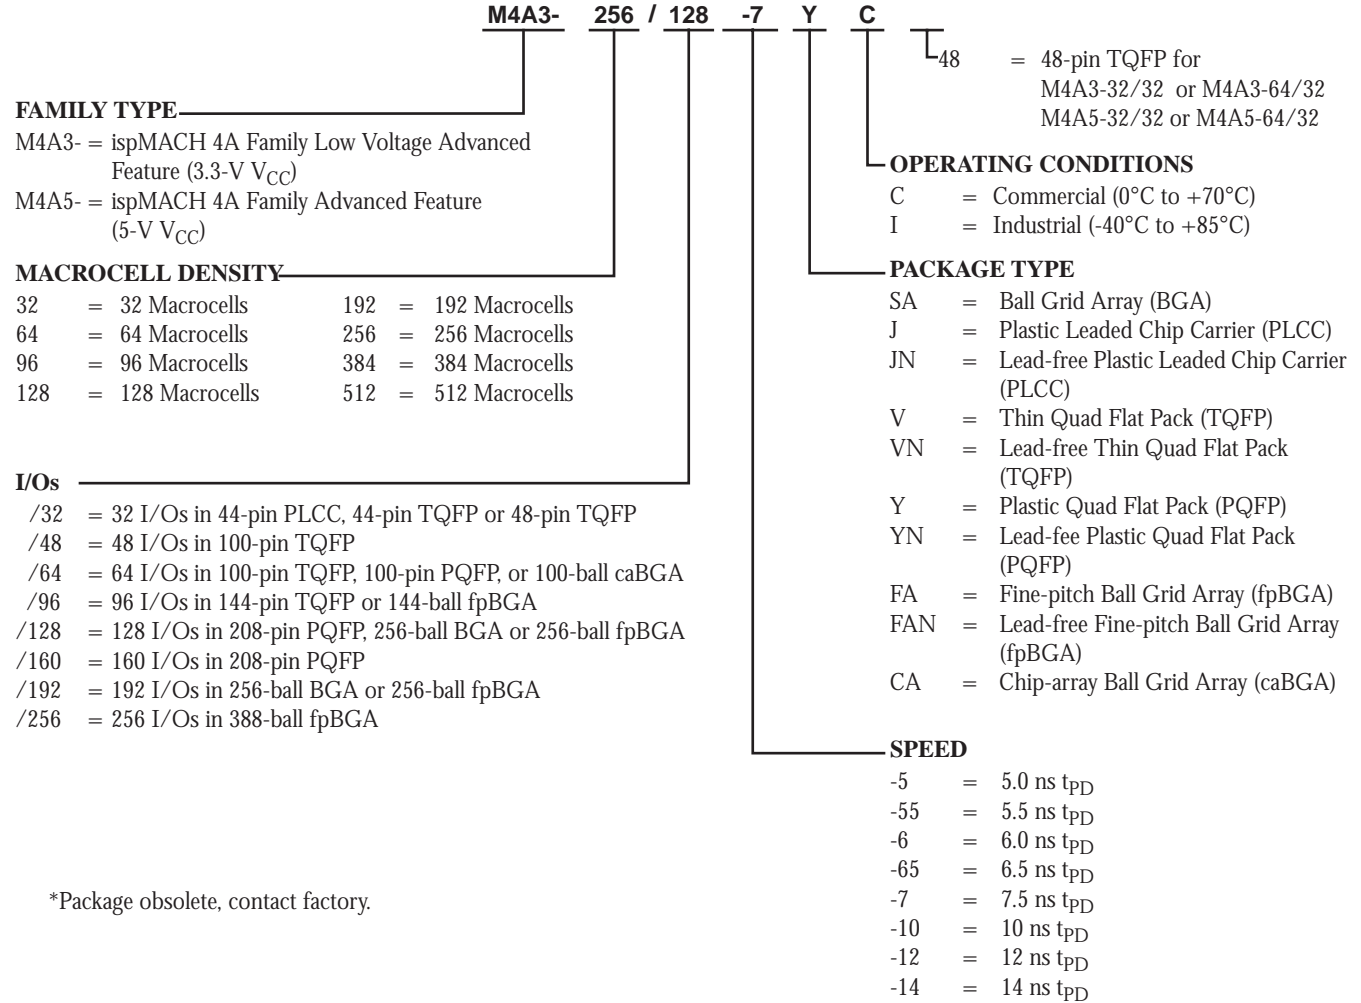 M4A3- 256 / 128 -7 Y C
48 = 48-pin TQFP for
M4A3-32/32 or M4A3-64/32
M4A5-32/32 or M4A5-64/32
FAMILY TYPE
M4A3- = ispMACH 4A Family Low Voltage Advanced
Feature (3.3-V VCC)
M4A5- = ispMACH 4A Family Advanced Feature
(5-V VCC)
MACROCELL DENSITY
32 = 32 Macrocells 192 = 192 Macrocells
64 = 64 Macrocells 256 = 256 Macrocells
96 = 96 Macrocells 384 = 384 Macrocells
128 = 128 Macrocells 512 = 512 Macrocells
I/Os
/32 = 32 I/Os in 44-pin PLCC, 44-pin TQFP or 48-pin TQFP
/48 = 48 I/Os in 100-pin TQFP
/64 = 64 I/Os in 100-pin TQFP, 100-pin PQFP, or 100-ball caBGA
/96 = 96 I/Os in 144-pin TQFP or 144-ball fpBGA
/128 = 128 I/Os in 208-pin PQFP, 256-ball BGA or 256-ball fpBGA
/160 = 160 I/Os in 208-pin PQFP
/192 = 192 I/Os in 256-ball BGA or 256-ball fpBGA
/256 = 256 I/Os in 388-ball fpBGA
OPERATING CONDITIONS
C = Commercial (0°C to +70°C)
I = Industrial (-40°C to +85°C)
PACKAGE TYPE
SA = Ball Grid Array (BGA)
J = Plastic Leaded Chip Carrier (PLCC)
JN = Lead-free Plastic Leaded Chip Carrier
(PLCC)
V = Thin Quad Flat Pack (TQFP)
VN = Lead-free Thin Quad Flat Pack
(TQFP)
Y = Plastic Quad Flat Pack (PQFP)
YN = Lead-fee Plastic Quad Flat Pack
(PQFP)
FA = Fine-pitch Ball Grid Array (fpBGA)
FAN = Lead-free Fine-pitch Ball Grid Array
(fpBGA)
CA = Chip-array Ball Grid Array (caBGA)
SPEED
-5 = 5.0 ns tPD
-55 = 5.5 ns tPD
-6 = 6.0 ns tPD
-65 = 6.5 ns tPD
-7 = 7.5 ns tPD
-10 = 10 ns tPD
-12 = 12 ns tPD
-14 = 14 ns tPD
*Package obsolete, contact factory.